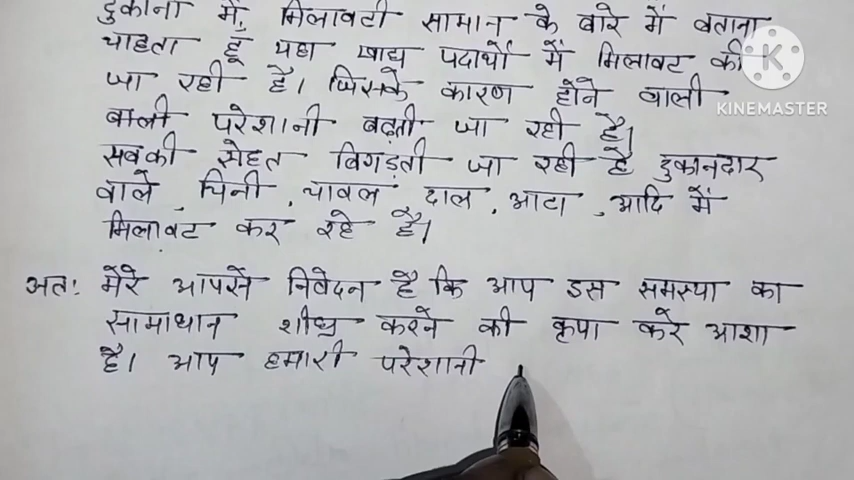 दुकानों में, मिलावटी सामान के बारे में बताना
चाहता हूँ यहा खाद्य पदार्थों में मिलावट की
जा रही है। जिसके कारण होने वाली
वाली परेशानी बढ़ती जा रही है।
सबकी सेहत बिगड़ती जा रही है दुकानदार
वाले, चिनी, चावल दाल, आटा, आदि में
मिलावट कर रहे है।
अत: मेरे आपसे निवेदन है कि आप इस समस्या का
सामाधान शीघ्र करने की कृपा करे आशा
है। आप हमारी परेशानी
KINEMASTER